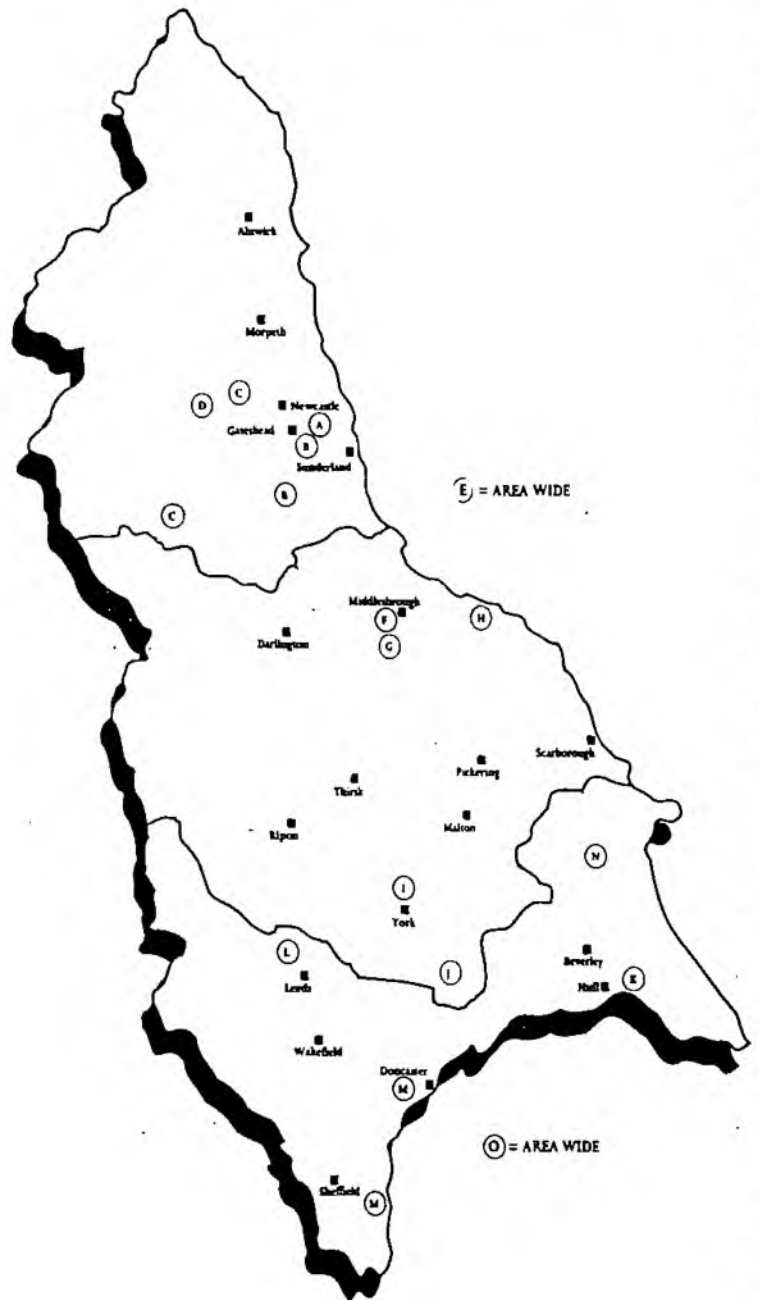 Alnwick
Morpeth
C
D
Newcastle
A
Gateshead
B
Sunderland
B
E = AREA WIDE
C
Middlesbrough
F
H
Darlington
G
Scarborough
Pickering
Thirsk
Malton
Ripon
N
I
York
L
Beverley
J
Leeds
Hull
K
Wakefield
Doncaster
M
O = AREA WIDE
Sheffield
M